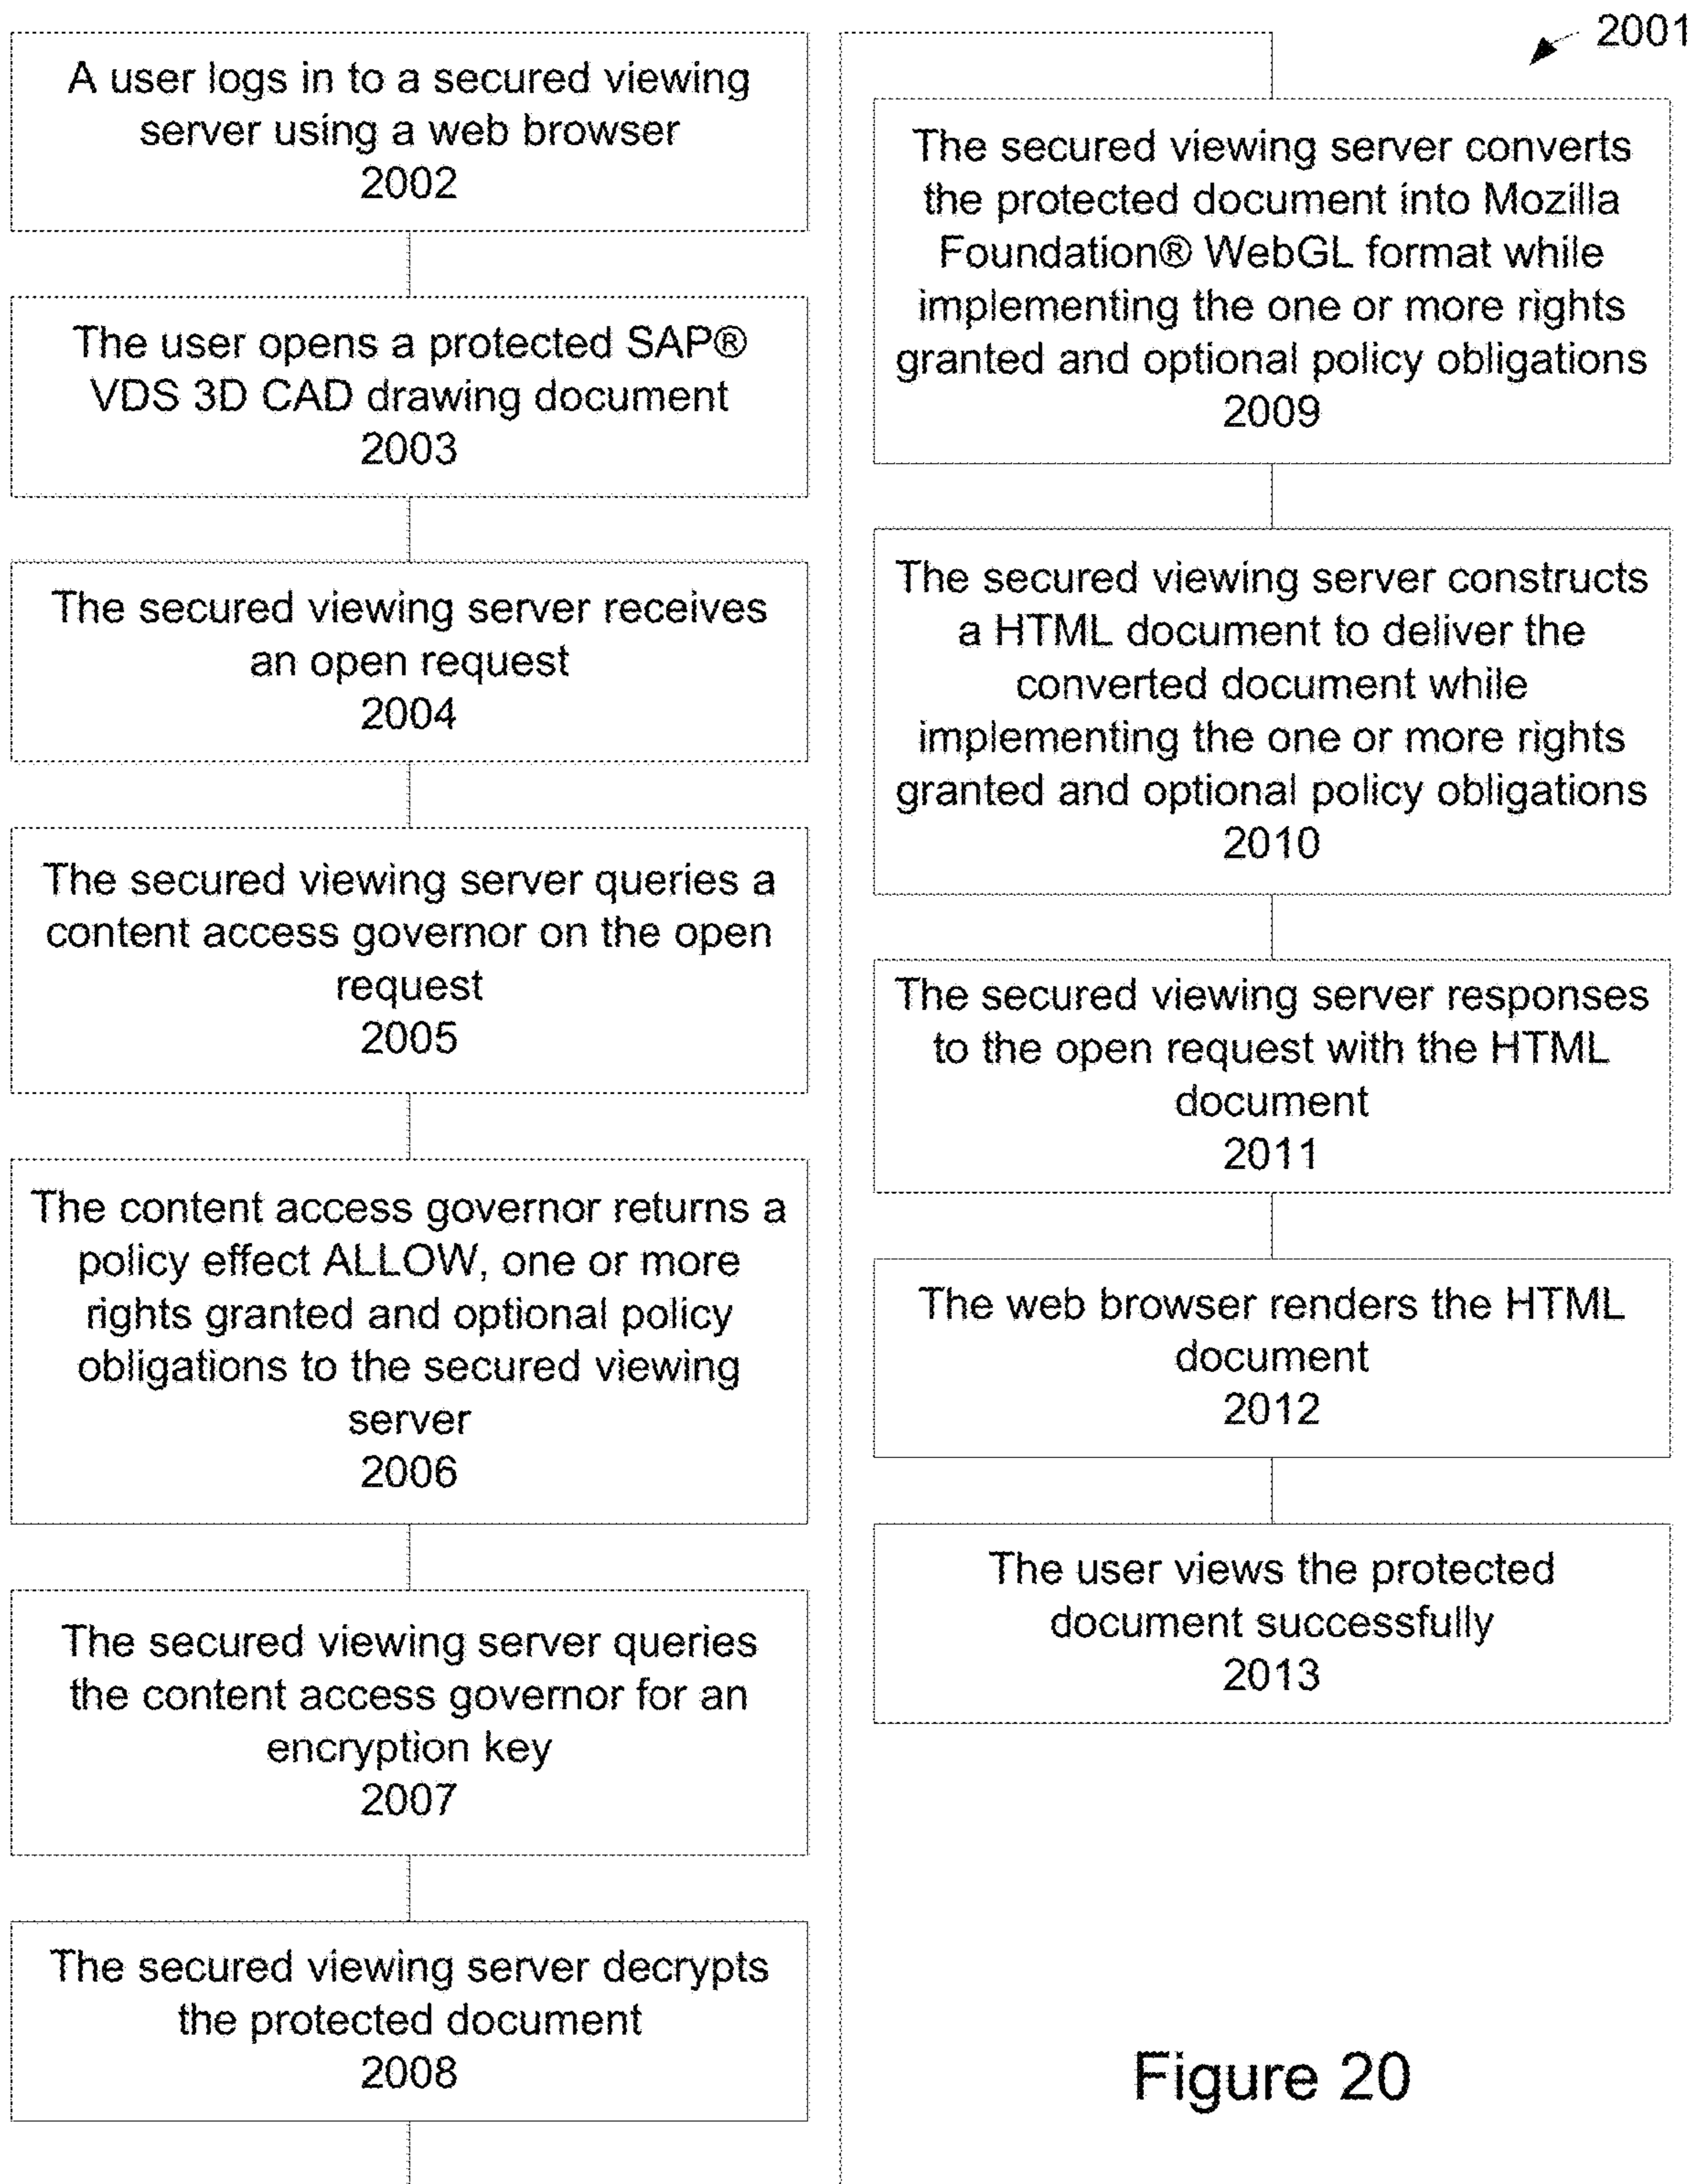 2001
A user logs in to a secured viewing
server using a web browser
2002
The user opens a protected SAP®
VDS 3D CAD drawing document
2003
The secured viewing server receives
an open request
2004
The secured viewing server queries a
content access governor on the open
request
2005
The content access governor returns a
policy effect ALLOW, one or more
rights granted and optional policy
obligations to the secured viewing
server
2006
The secured viewing server queries
the content access governor for an
encryption key
2007
The secured viewing server decrypts
the protected document
2008
The secured viewing server converts
the protected document into Mozilla
Foundation® WebGL format while
implementing the one or more rights
granted and optional policy obligations
2009
The secured viewing server constructs
a HTML document to deliver the
converted document while
implementing the one or more rights
granted and optional policy obligations
2010
The secured viewing server responses
to the open request with the HTML
document
2011
The web browser renders the HTML
document
2012
The user views the protected
document successfully
2013
Figure 20